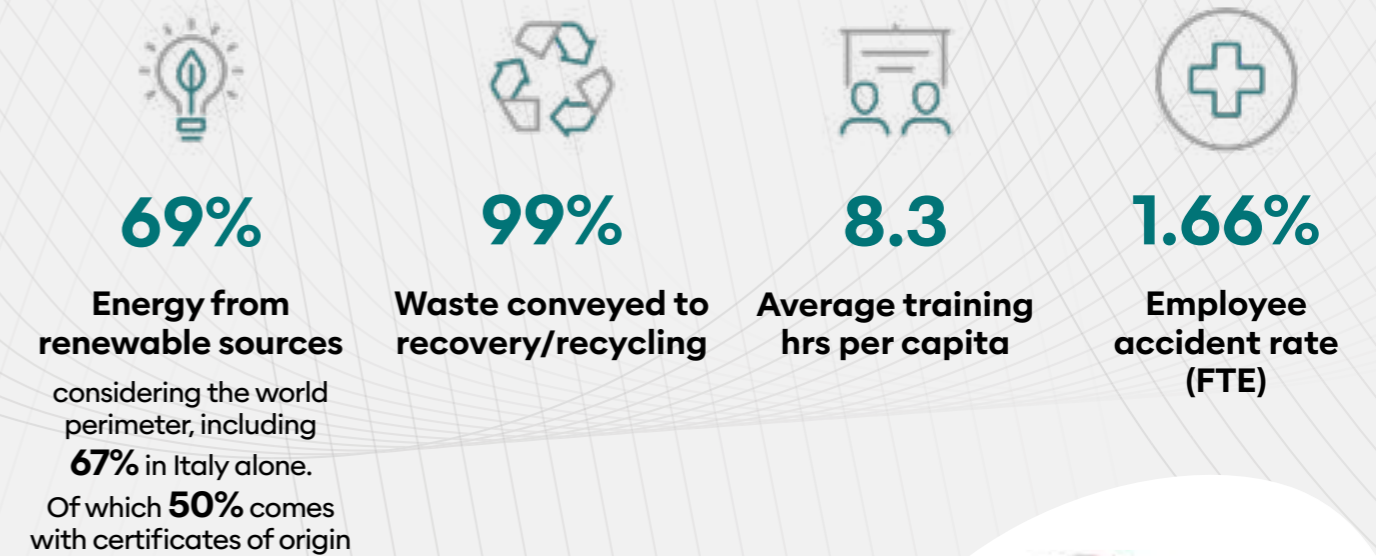 69%
Energy from
renewable sources
considering the world
perimeter, including
67% in Italy alone.
Of which 50% comes
with certificates of origin
99%
Waste conveyed to
recovery/recycling
8.3
Average training
hrs per capita
1.66%
Employee
accident rate
(FTE)